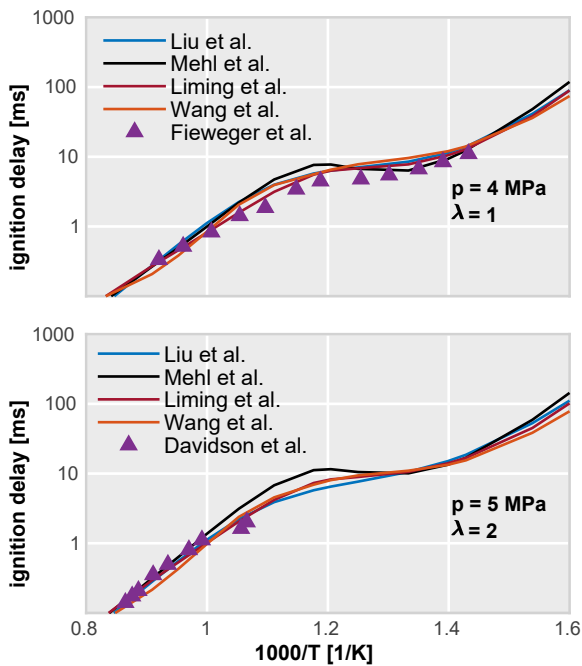 1000
100
10
1
ignition delay [ms]
Liu et al.
Mehl et al.
Liming et al.
Wang et al.
Fieweger et al.
p = 4 MPa
λ = 1
1000
100
10
1
ignition delay [ms]
Liu et al.
Mehl et al.
Liming et al.
Wang et al.
Davidson et al.
p = 5 MPa
λ = 2
0.8 1 1.2 1.4 1.6
1000/T [1/K]